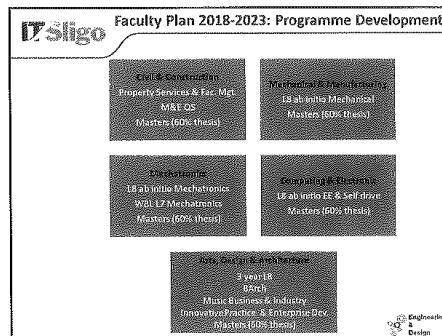 IT Sligo
Faculty Plan 2018-2023: Programme Development
Civil & Construction
Property Services & Fac. Mgt.
M&E QS
Masters (60% thesis)
Mechanical & Manufacturing
L8 ab initio Mechanical
Masters (60% thesis)
Mechatronics
L8 ab initio Mechatronics
WBL L7 Mechatronics
Masters (60% thesis)
Computing & Electronic
L8 ab initio EE & Self drive
Masters (60% thesis)
Arts, Design & Architecture
3 year L8
BArch
Music Business & Industry
Innovative Practice & Enterprise Dev.
Masters (60% thesis)
Engineering
&
Design